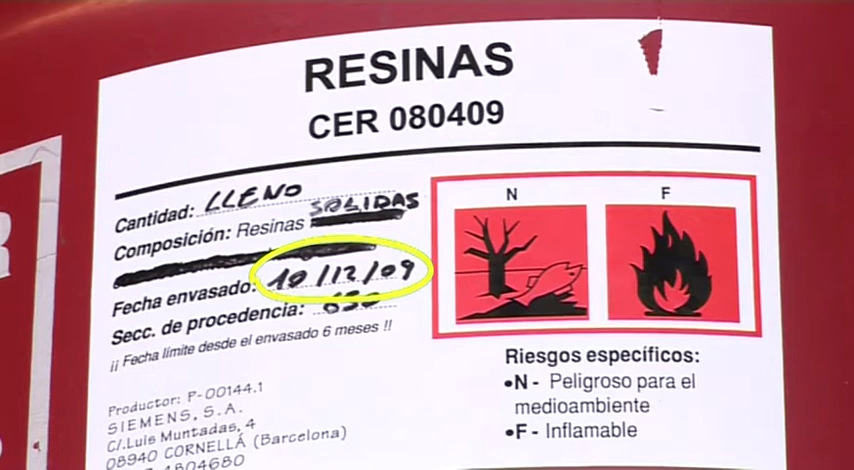 RESINAS
CER 080409
Cantidad: LLENO
Composición: Resinas SOLIDAS
Fecha envasado: 10/12/09
Secc. de procedencia: 650
¡¡ Fecha límite desde el envasado 6 meses !!
Productor: P-00144.1
SIEMENS, S.A.
C/.Luis Muntadas, 4
08940 CORNELLÁ (Barcelona)
4804680
N F
Riesgos específicos:
•N - Peligroso para el
medioambiente
•F - Inflamable